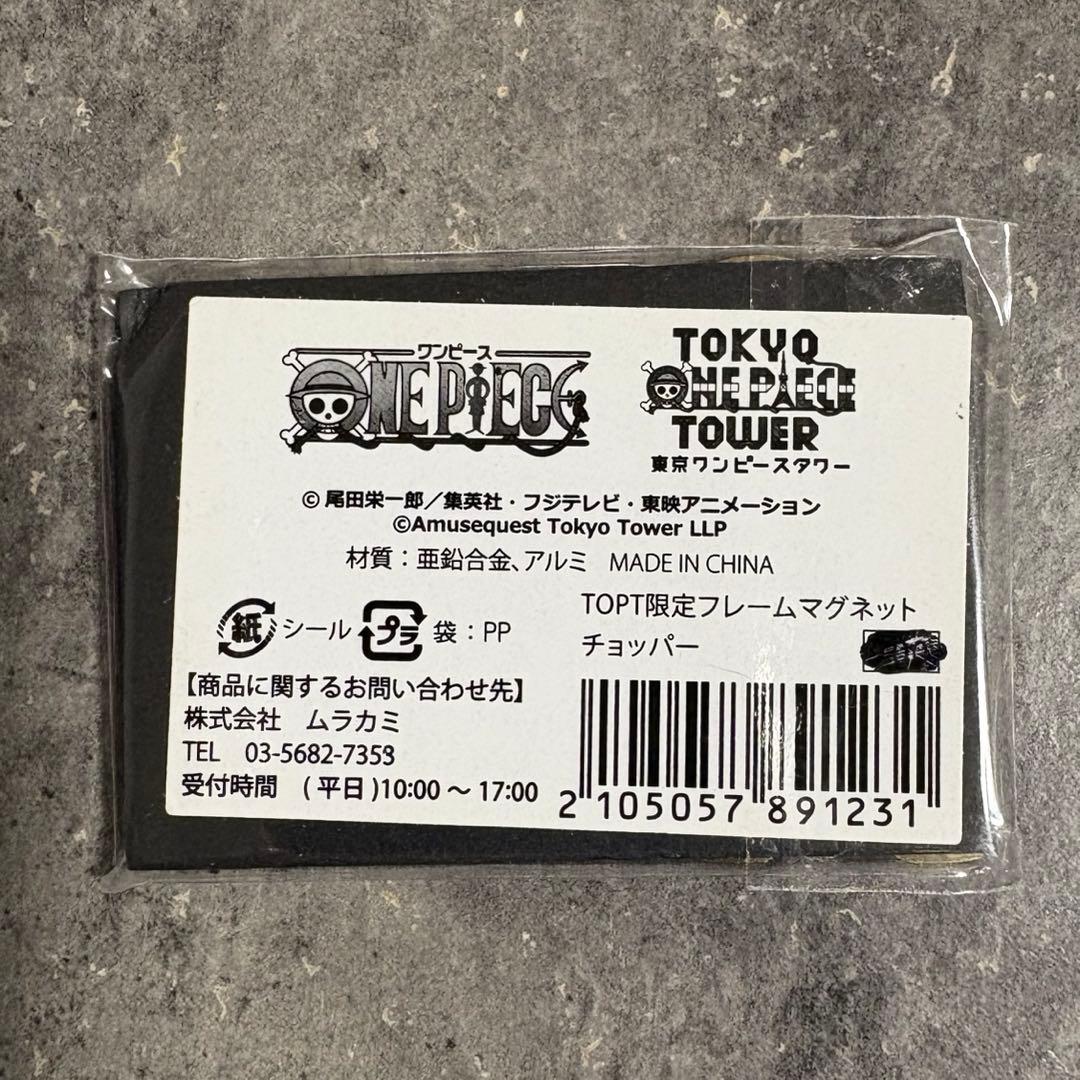 ワンピース
ONE PIECE
TOKYO
ONE PIECE
TOWER
東京ワンピースタワー
© 尾田栄一郎／集英社・フジテレビ・東映アニメーション
©Amusequest Tokyo Tower LLP
材質：亜鉛合金、アルミ MADE IN CHINA
紙 シール プラ 袋：PP
TOPT限定フレームマグネット
チョッパー
【商品に関するお問い合わせ先】
株式会社 ムラカミ
TEL 03-5682-7353
受付時間 (平日)10:00～17:00
2 105057 891231